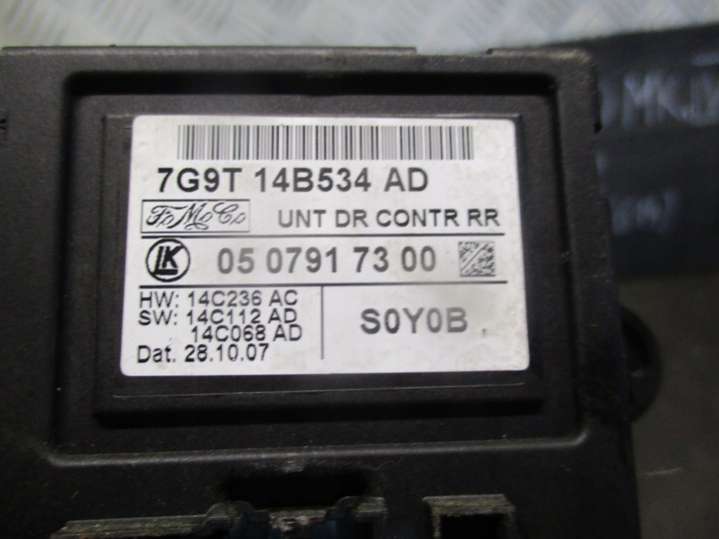 7G9T 14B534 AD
FoMoCo UNT DR CONTR RR
LK 05 0791 73 00
HW: 14C236 AC
SW: 14C112 AD
14C068 AD
S0Y0B
Dat. 28.10.07